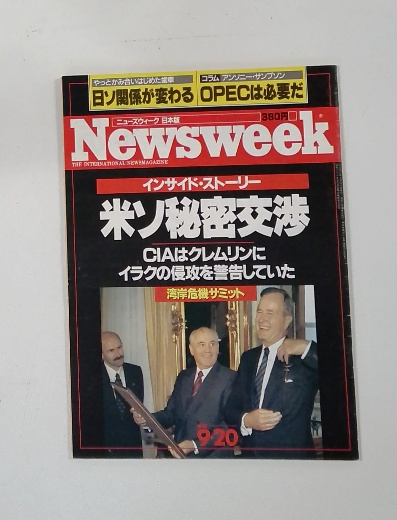 やっとかみ合いはじめた歯車
日ソ関係が変わる
コラム アンソニー・サンプソン
OPECは必要だ
ニューズウィーク 日本版
380円
Newsweek
THE INTERNATIONAL NEWSMAGAZINE
インサイド・ストーリー
米ソ秘密交渉
CIAはクレムリンに
イラクの侵攻を警告していた
湾岸危機サミット
9・20